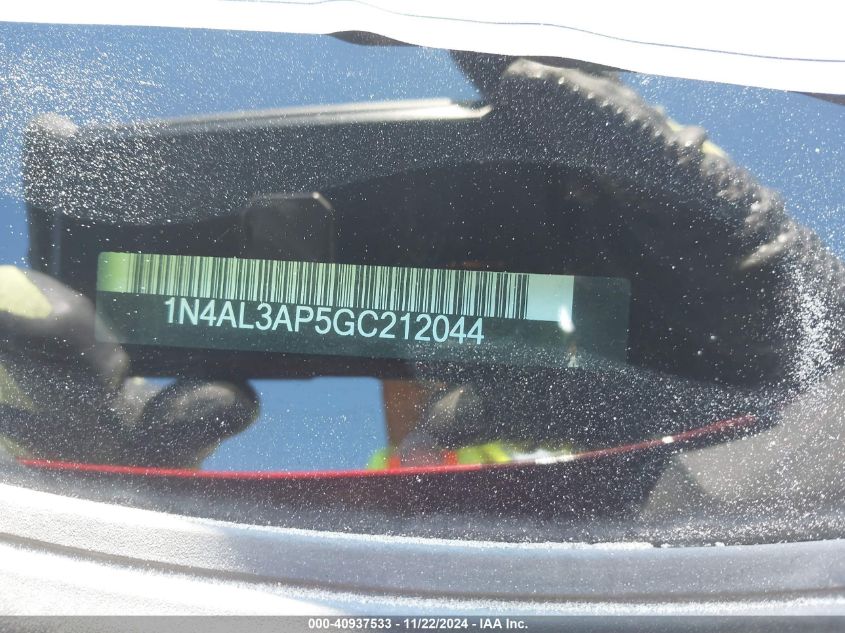 1N4AL3AP5GC212044
000-40937533 - 11/22/2024 - IAA Inc.